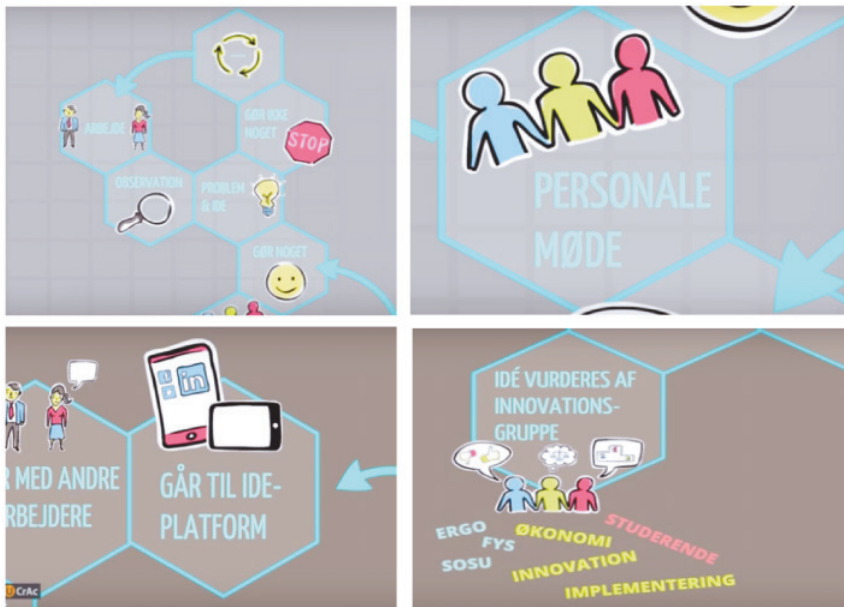 ARBEJDE
GØR IKKE
NOGET
STOP
OBSERVATION
PROBLEM
& IDE
GØR NOGET
PERSONALE
MØDE
in
R MED ANDRE
RBEJDERE
GÅR TIL IDE-
PLATFORM
CrAc
IDÉ VURDERES AF
INNOVATIONS-
GRUPPE
ERGO
FYS
SOSU
ØKONOMI
STUDERENDE
INNOVATION
IMPLEMENTERING